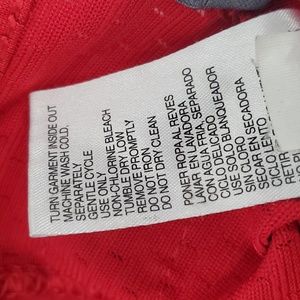 TURN GARMENT INSIDE OUT
MACHINE WASH COLD,
SEPARATELY
GENTLE CYCLE
USE ONLY
NON-CHLORINE BLEACH
TUMBLE DRY LOW
REMOVE PROMPTLY
DO NOT IRON
DO NOT DRY CLEAN
PONER ROPA AL REVES
LAVAR EN LAVADORA
CON AGUA FRIA, SEPARADO
CICLO DELICADO
USE SOLO BLANQUEADOR
SIN CLORO
SECAR EN SECADORA
CICLO LENTO